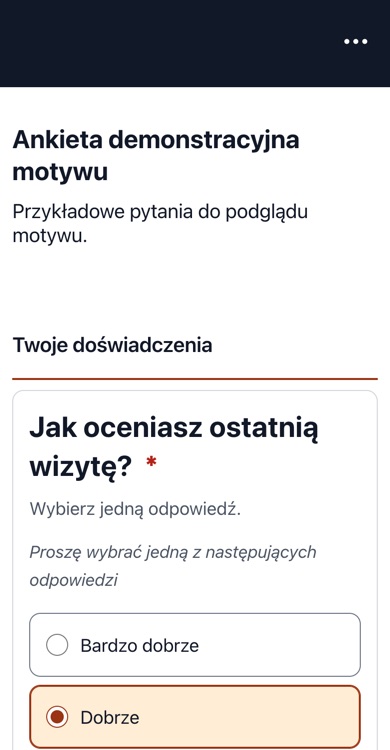 Ankieta demonstracyjna
motywu
Przykładowe pytania do podglądu
motywu.
Twoje doświadczenia
Jak oceniasz ostatnią
wizytę? *
Wybierz jedną odpowiedź.
Proszę wybrać jedną z następujących
odpowiedzi
Bardzo dobrze
Dobrze